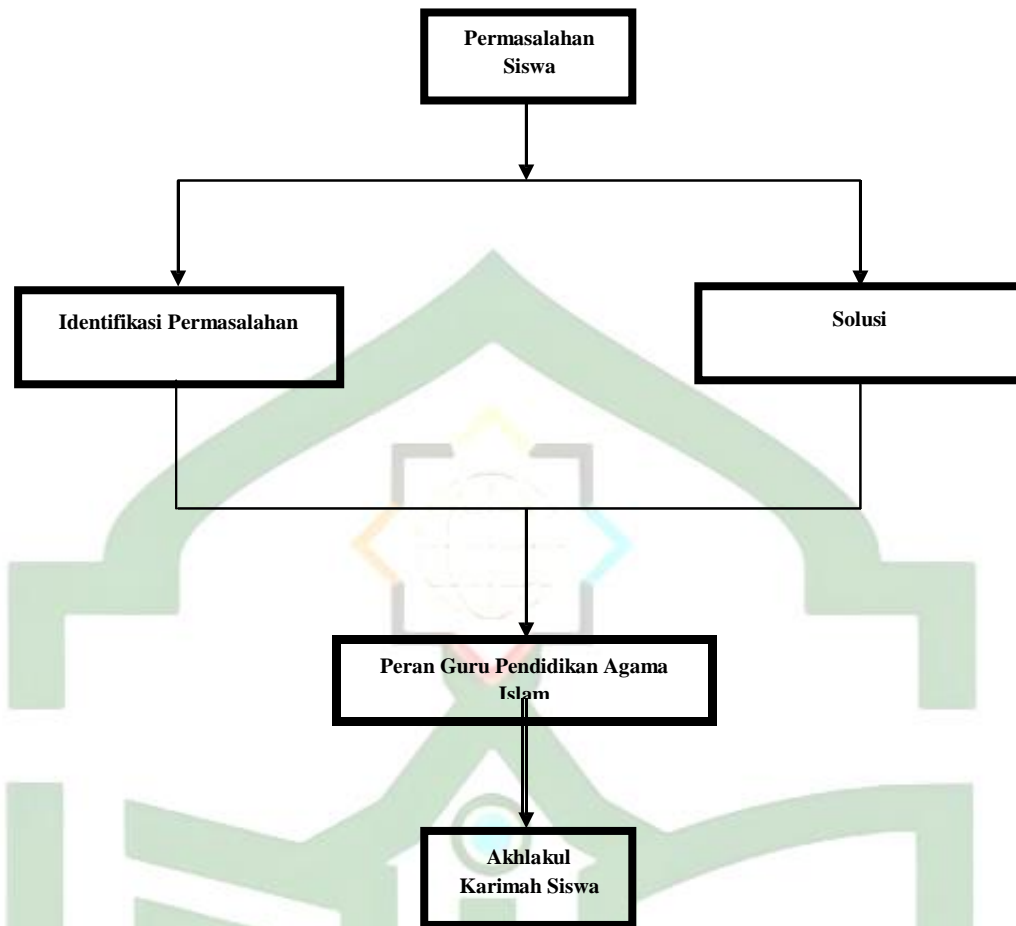 Permasalahan
Siswa
Identifikasi Permasalahan
Solusi
Peran Guru Pendidikan Agama
Islam
Akhlakul
Karimah Siswa